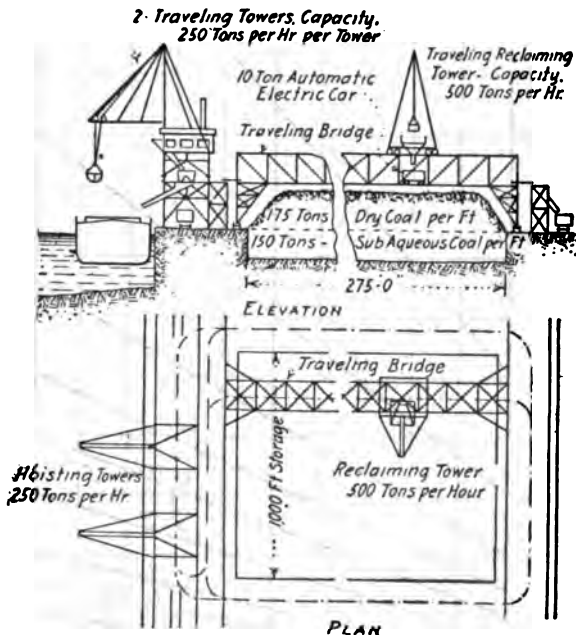 2- Traveling Towers, Capacity,
250 Tons per Hr per Tower
10 Ton Automatic
Electric Car
Traveling Bridge
Traveling Reclaiming
Tower- Capacity,
500 Tons per Hr.
175 Tons Dry Coal per Ft
150 Tons - Sub Aqueous Coal per Ft
275-0"
ELEVATION
Traveling Bridge
Hoisting Towers
250 Tons per Hr.
1000 Ft Storage
Reclaiming Tower
500 Tons per Hour
PLAN